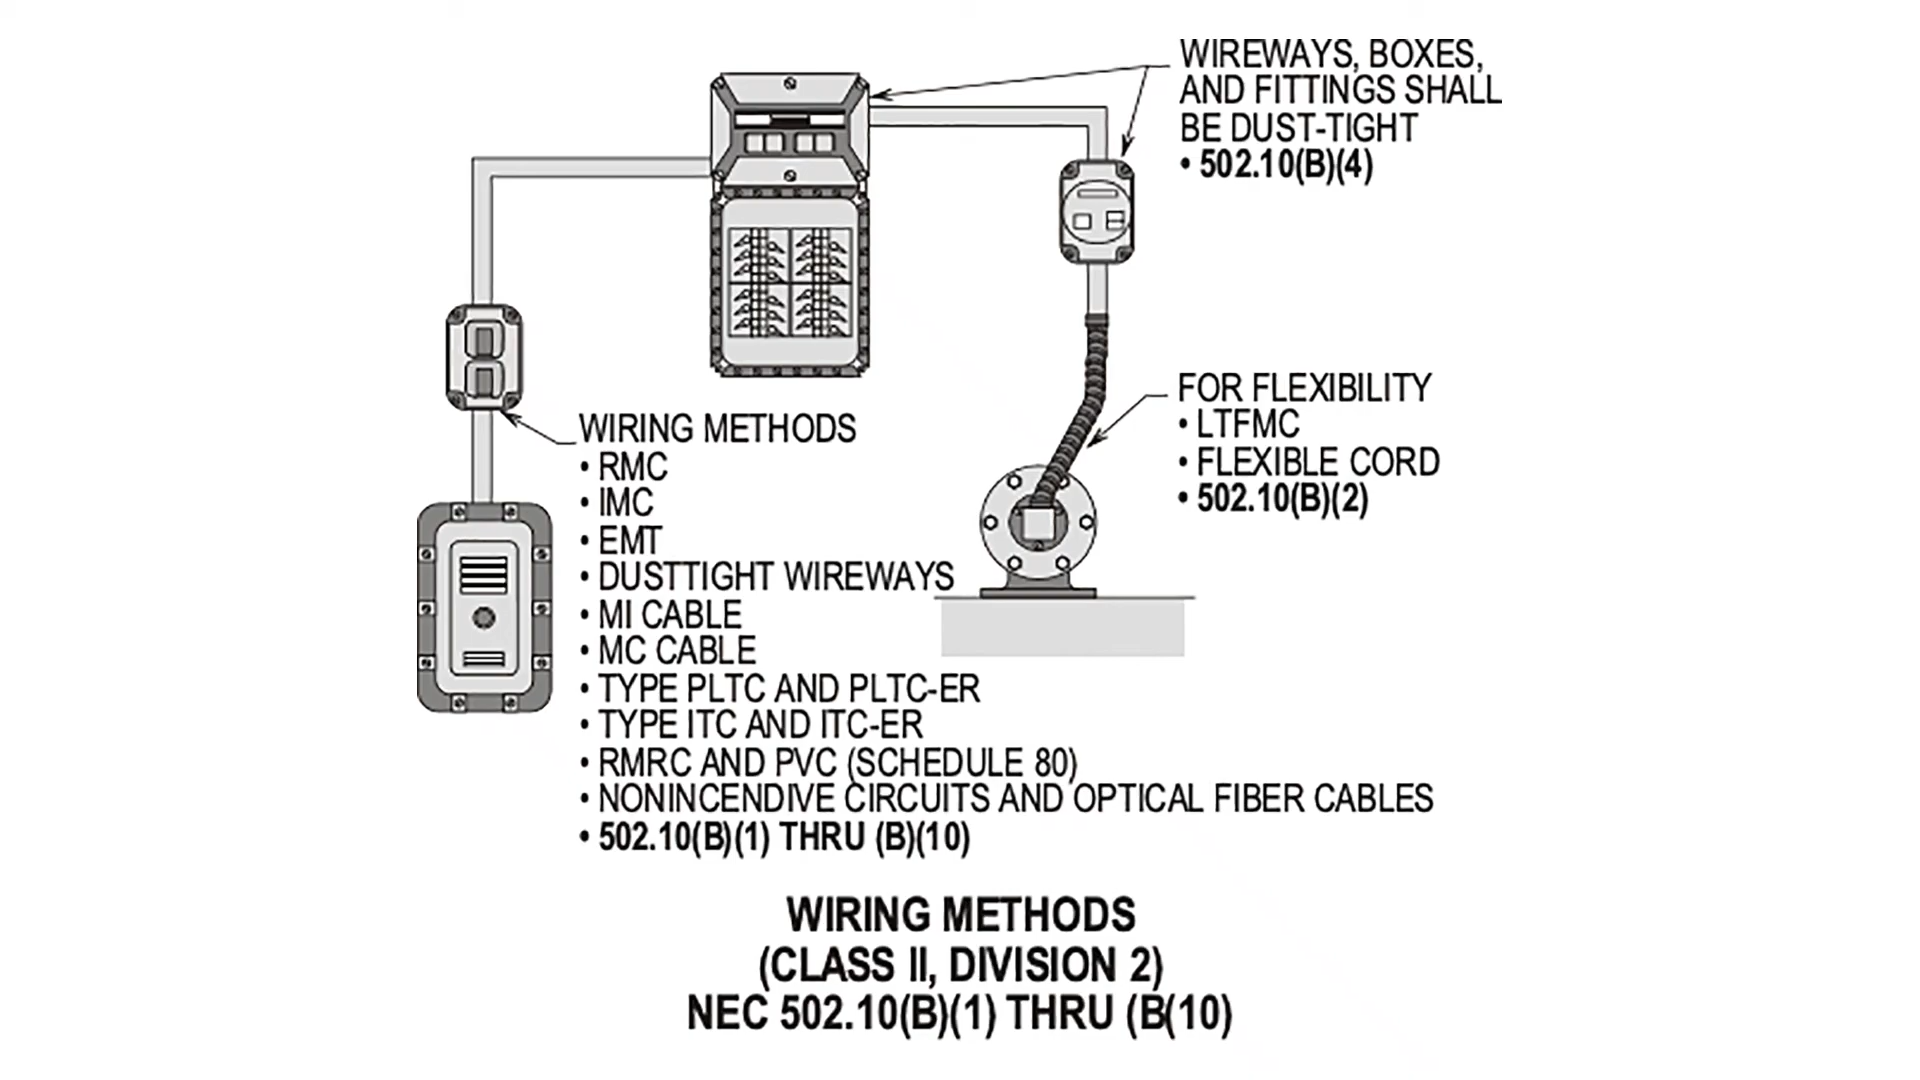 WIREWAYS, BOXES,
AND FITTINGS SHALL
BE DUST-TIGHT
• 502.10(B)(4)
FOR FLEXIBILITY
• LTFMC
• FLEXIBLE CORD
• 502.10(B)(2)
WIRING METHODS
• RMC
• IMC
• EMT
• DUSTTIGHT WIREWAYS
• MI CABLE
• MC CABLE
• TYPE PLTC AND PLTC-ER
• TYPE ITC AND ITC-ER
• RMRC AND PVC (SCHEDULE 80)
• NONINCENDIVE CIRCUITS AND OPTICAL FIBER CABLES
• 502.10(B)(1) THRU (B)(10)
WIRING METHODS
(CLASS II, DIVISION 2)
NEC 502.10(B)(1) THRU (B(10)